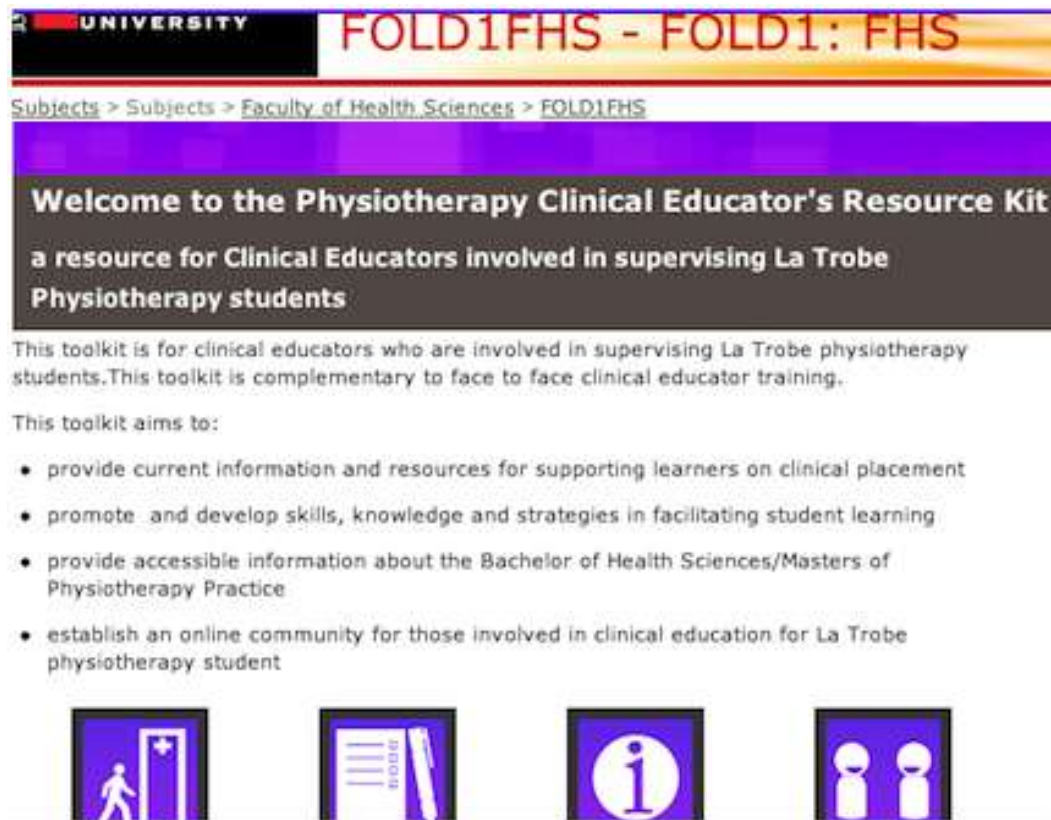 UNIVERSITY
FOLD1FHS - FOLD1: FHS
Subjects > Subjects > Faculty of Health Sciences > FOLD1FHS
Welcome to the Physiotherapy Clinical Educator's Resource Kit
a resource for Clinical Educators involved in supervising La Trobe
Physiotherapy students
This toolkit is for clinical educators who are involved in supervising La Trobe physiotherapy
students.This toolkit is complementary to face to face clinical educator training.
This toolkit aims to:
• provide current information and resources for supporting learners on clinical placement
• promote and develop skills, knowledge and strategies in facilitating student learning
• provide accessible information about the Bachelor of Health Sciences/Masters of
Physiotherapy Practice
• establish an online community for those involved in clinical education for La Trobe
physiotherapy student
i